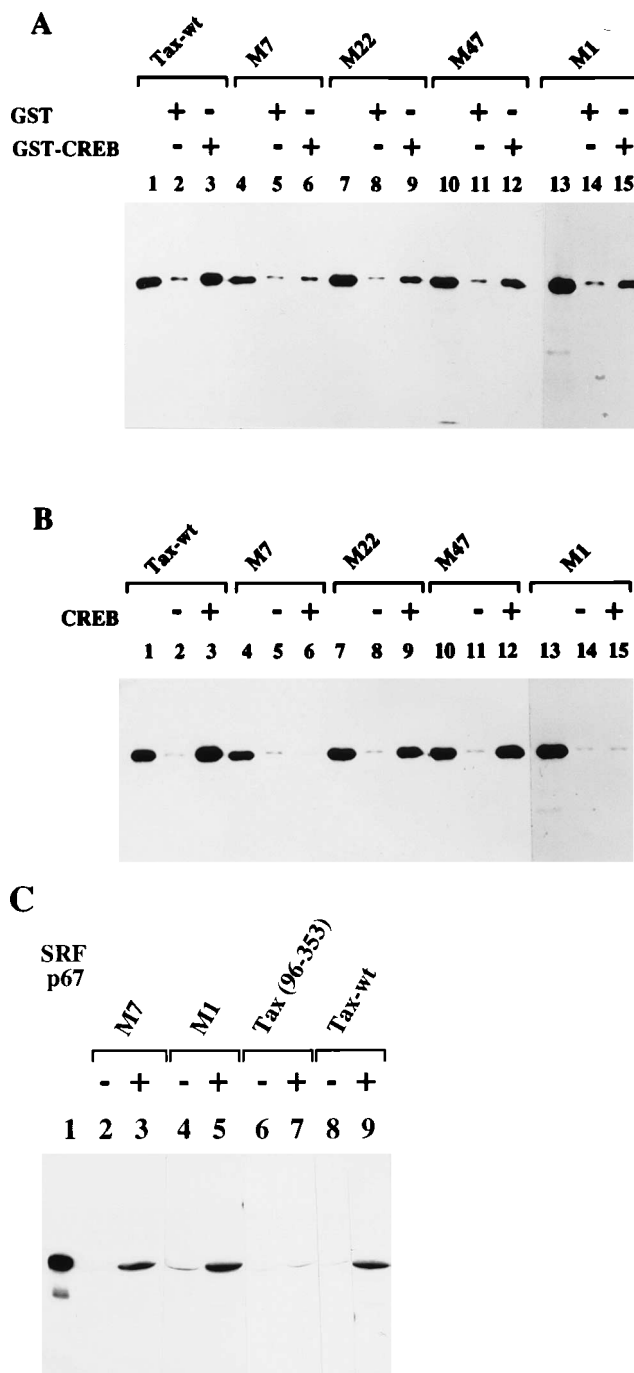 A
Tax-wt M7 M22 M47 M1
GST + - + - + - + - + -
GST-CREB - + - + - + - + - +
1 2 3 4 5 6 7 8 9 10 11 12 13 14 15
B
Tax-wt M7 M22 M47 M1
CREB - + - + - + - + - +
1 2 3 4 5 6 7 8 9 10 11 12 13 14 15
C
SRF
p67
M7 M1 Tax (96-353) Tax-wt
- + - + - + - +
1 2 3 4 5 6 7 8 9